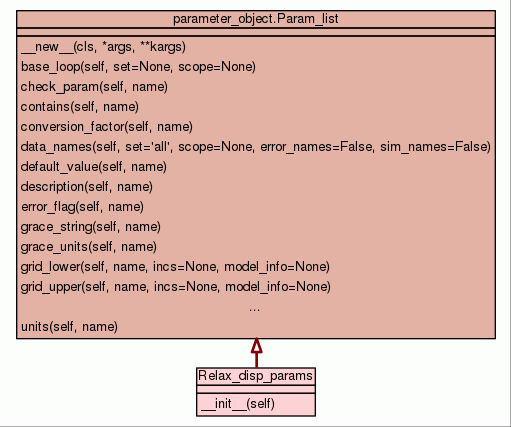 parameter_object.Param_list
__new__(cls, *args, **kargs)
base_loop(self, set=None, scope=None)
check_param(self, name)
contains(self, name)
conversion_factor(self, name)
data_names(self, set='all', scope=None, error_names=False, sim_names=False)
default_value(self, name)
description(self, name)
error_flag(self, name)
grace_string(self, name)
grace_units(self, name)
grid_lower(self, name, incs=None, model_info=None)
grid_upper(self, name, incs=None, model_info=None)
...
units(self, name)
Relax_disp_params
__init__(self)